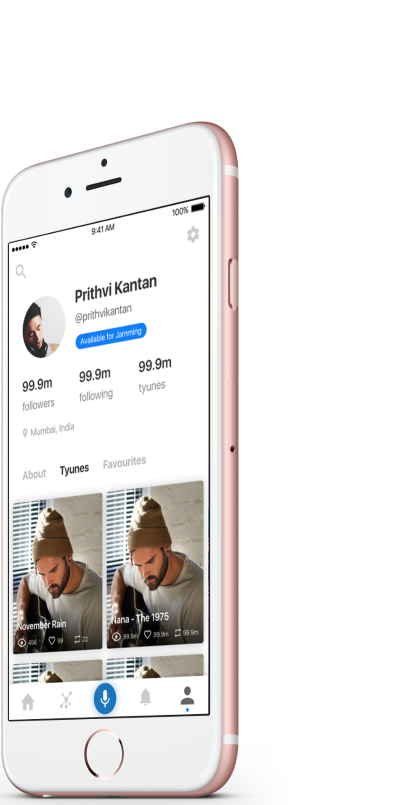 9:41 AM
100%
Prithvi Kantan
@prithvikantan
Available for Jamming
99.9m
99.9m
99.9m
followers
following
tyunes
Mumbai, India
About
Tyunes
Favourites
November Rain
456
99
22
Nana - The 1975
99.9m
99.9m
99.9m